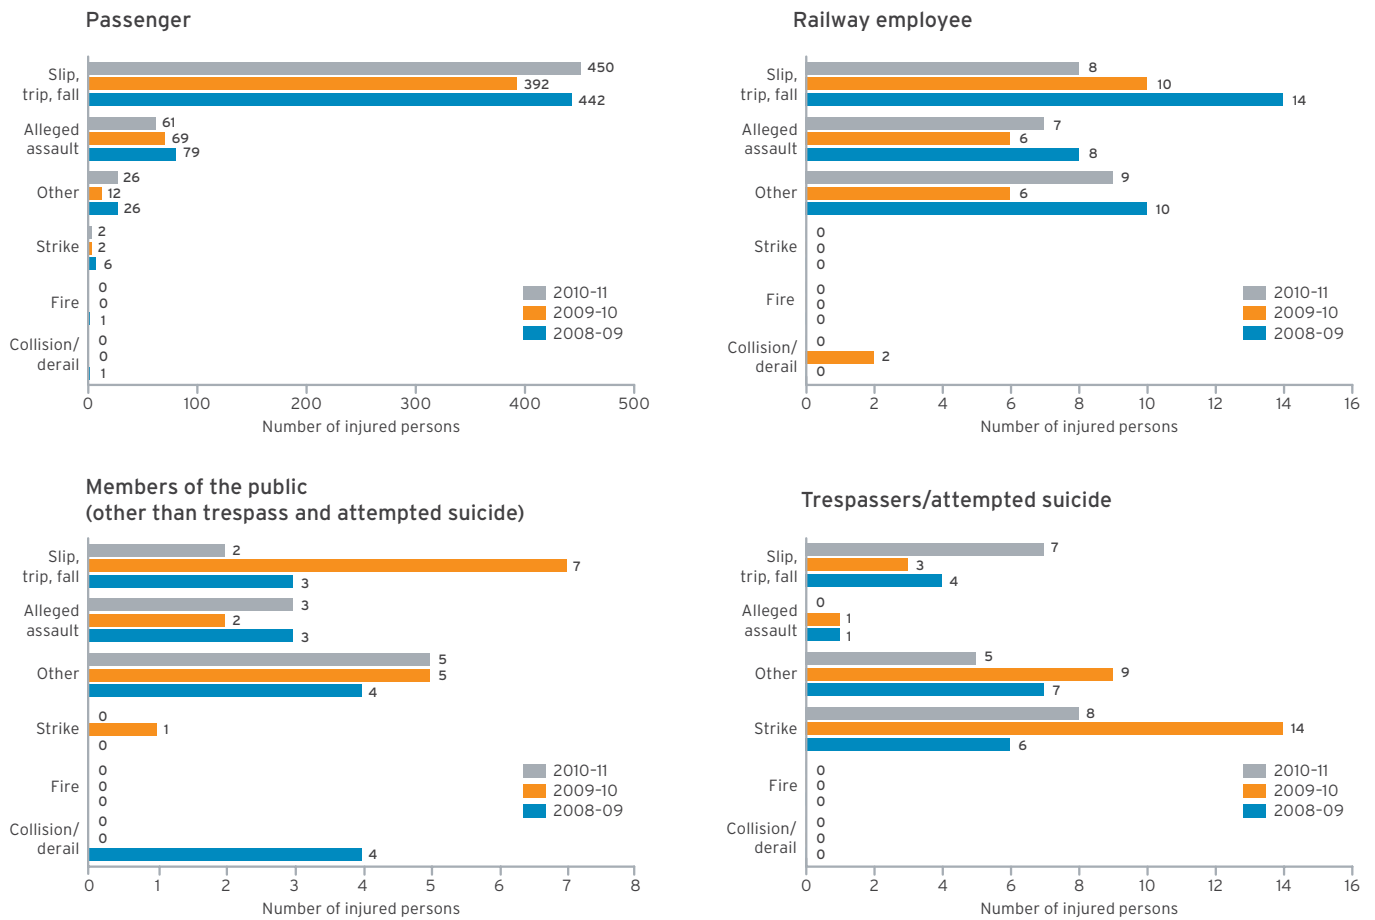 Passenger
Slip,
trip, fall
450
392
442
Alleged
assault
61
69
79
Other
26
12
26
Strike
2
2
6
Fire
0
0
1
Collision/
derail
0
0
1
2010–11
2009–10
2008–09
0 100 200 300 400 500
Number of injured persons
Railway employee
Slip,
trip, fall
8
10
14
Alleged
assault
7
6
8
Other
9
6
10
Strike
0
0
0
Fire
0
0
0
Collision/
derail
0
2
0
2010–11
2009–10
2008–09
0 2 4 6 8 10 12 14 16
Number of injured persons
Members of the public
(other than trespass and attempted suicide)
Slip,
trip, fall
2
7
3
Alleged
assault
3
2
3
Other
5
5
4
Strike
0
1
0
Fire
0
0
0
Collision/
derail
0
0
4
2010–11
2009–10
2008–09
0 1 2 3 4 5 6 7 8
Number of injured persons
Trespassers/attempted suicide
Slip,
trip, fall
7
3
4
Alleged
assault
0
1
1
Other
5
9
7
Strike
8
14
6
Fire
0
0
0
Collision/
derail
0
0
0
2010–11
2009–10
2008–09
0 2 4 6 8 10 12 14 16
Number of injured persons